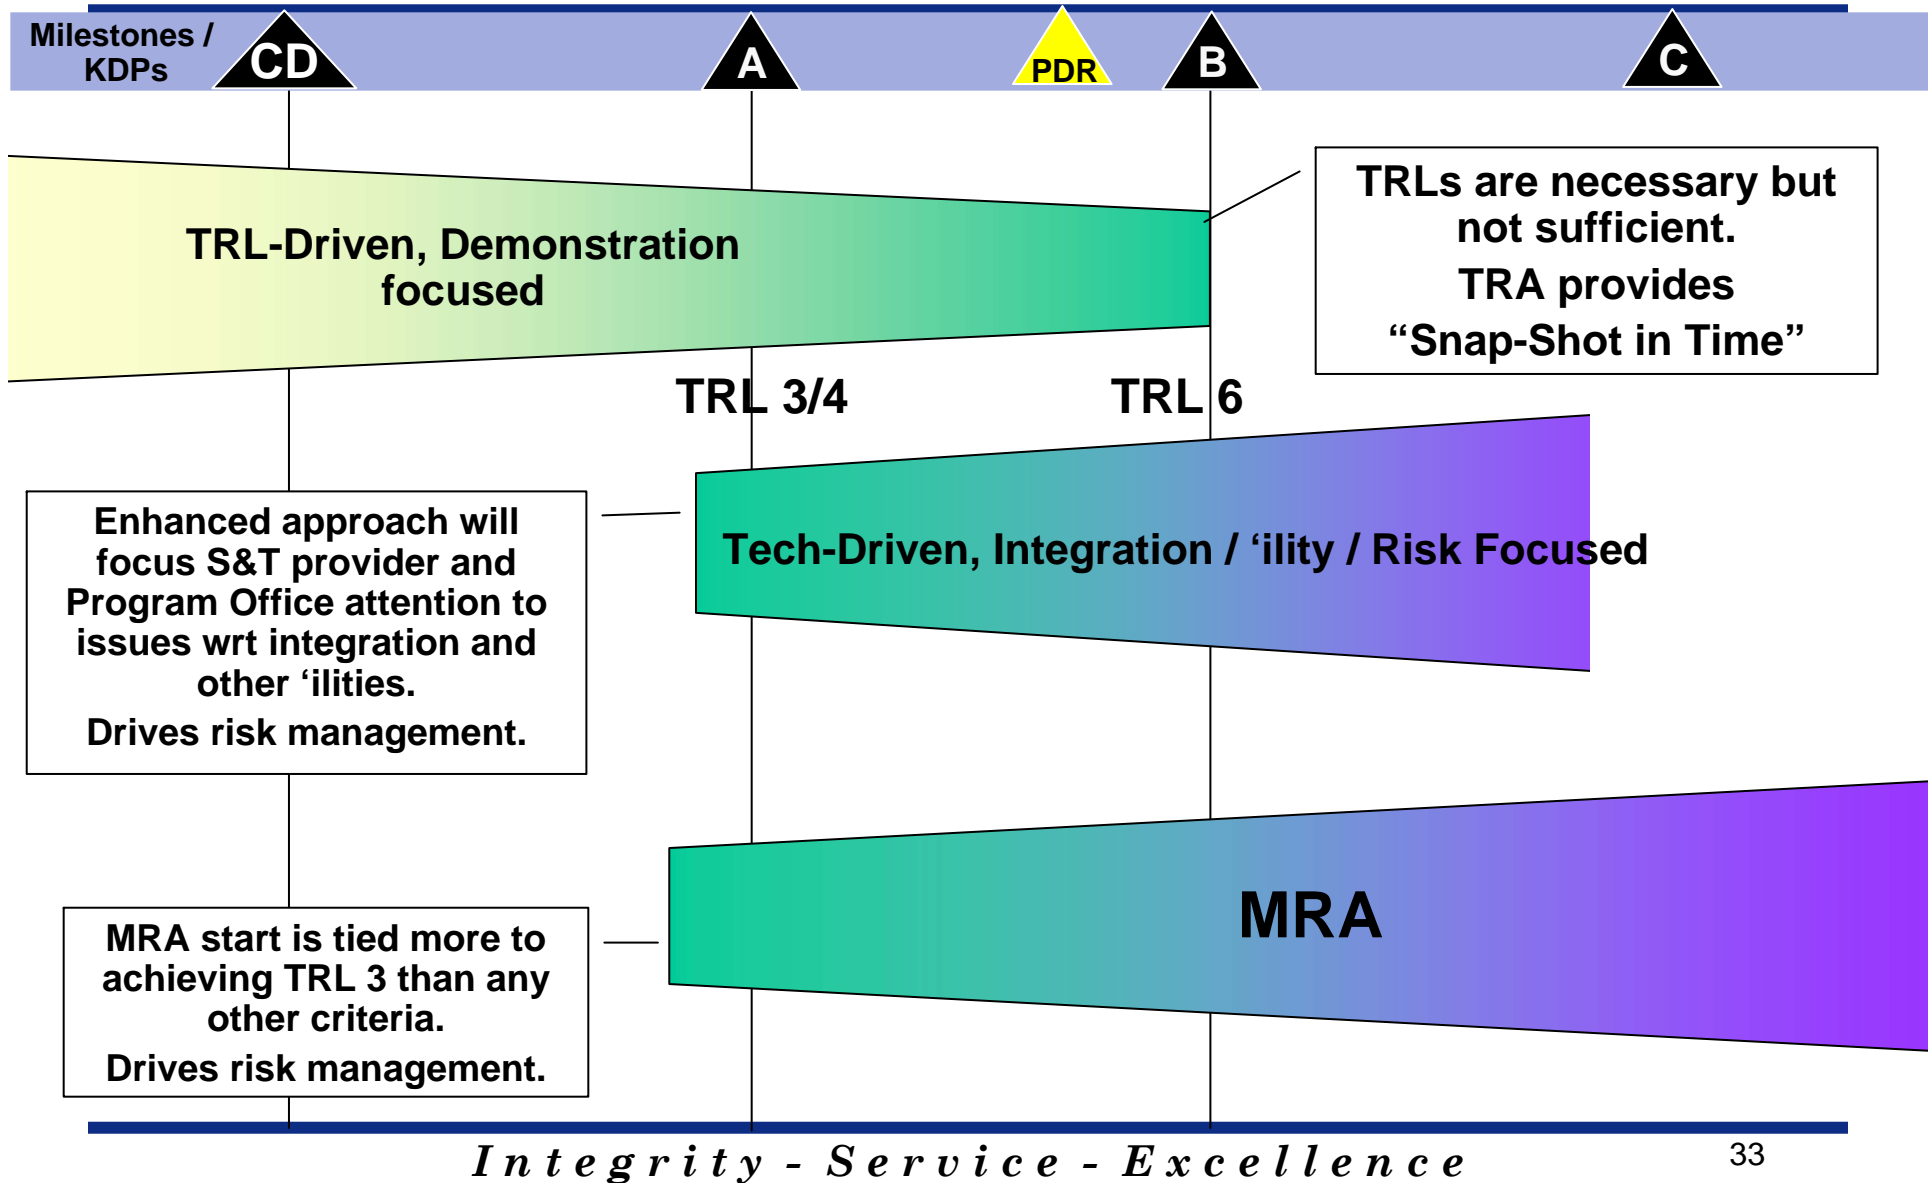 Milestones /
KDPs
CD
A
PDR
B
C
TRL-Driven, Demonstration
focused
TRLs are necessary but
not sufficient.
TRA provides
“Snap-Shot in Time”
TRL 3/4
TRL 6
Enhanced approach will
focus S&T provider and
Program Office attention to
issues wrt integration and
other ‘ilities.
Drives risk management.
Tech-Driven, Integration / ‘ility / Risk Focused
MRA start is tied more to
achieving TRL 3 than any
other criteria.
Drives risk management.
MRA
Integrity - Service - Excellence
33